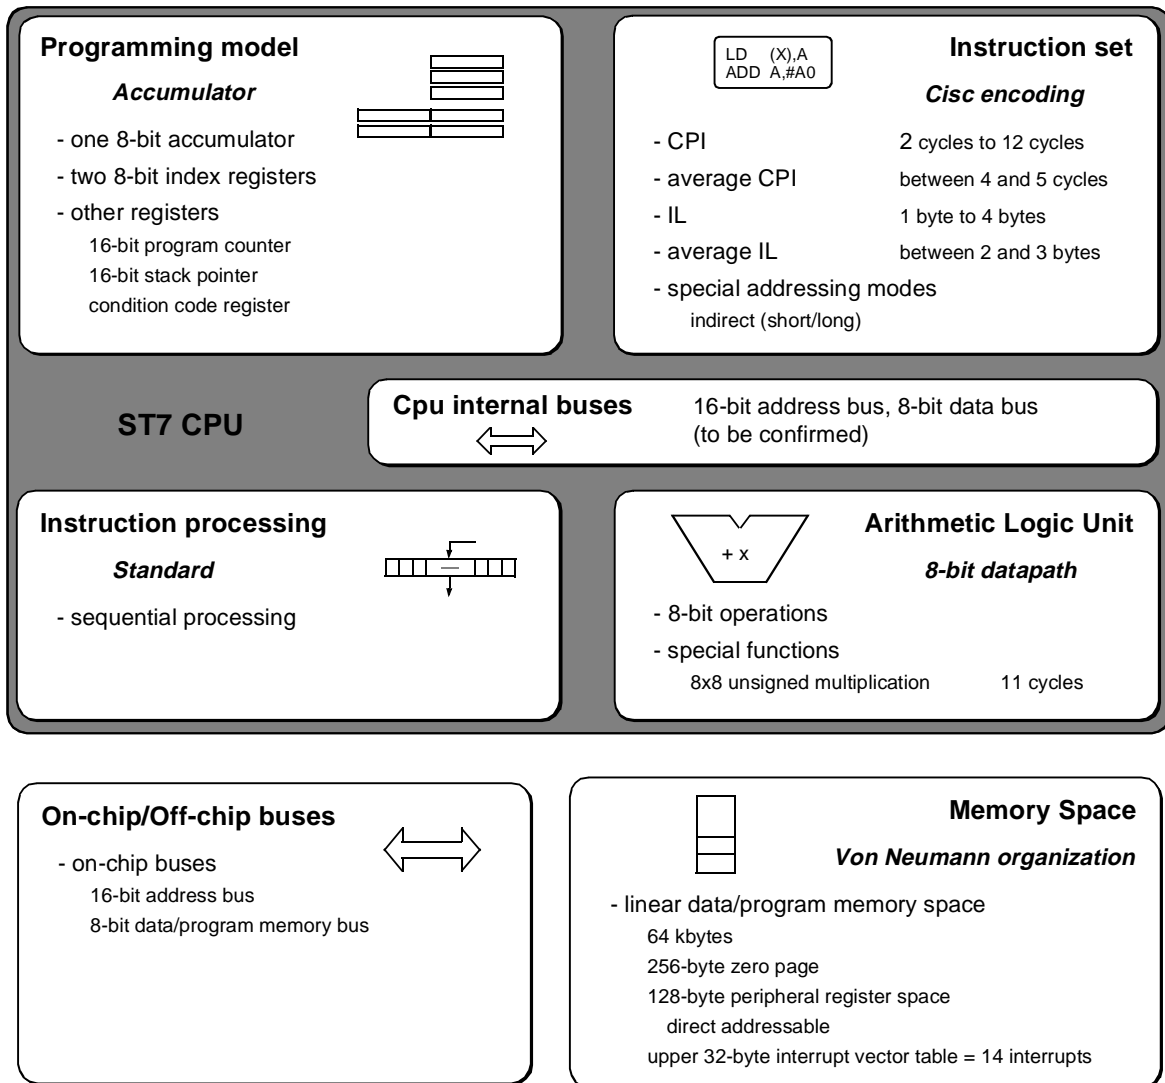 Programming model
Accumulator
- one 8-bit accumulator
- two 8-bit index registers
- other registers
16-bit program counter
16-bit stack pointer
condition code register
LD (X),A
ADD A,#A0
Instruction set
Cisc encoding
- CPI 2 cycles to 12 cycles
- average CPI between 4 and 5 cycles
- IL 1 byte to 4 bytes
- average IL between 2 and 3 bytes
- special addressing modes
indirect (short/long)
ST7 CPU
Cpu internal buses 16-bit address bus, 8-bit data bus
(to be confirmed)
Instruction processing
Standard
- sequential processing
+ x
Arithmetic Logic Unit
8-bit datapath
- 8-bit operations
- special functions
8x8 unsigned multiplication 11 cycles
On-chip/Off-chip buses
- on-chip buses
16-bit address bus
8-bit data/program memory bus
Memory Space
Von Neumann organization
- linear data/program memory space
64 kbytes
256-byte zero page
128-byte peripheral register space
direct addressable
upper 32-byte interrupt vector table = 14 interrupts